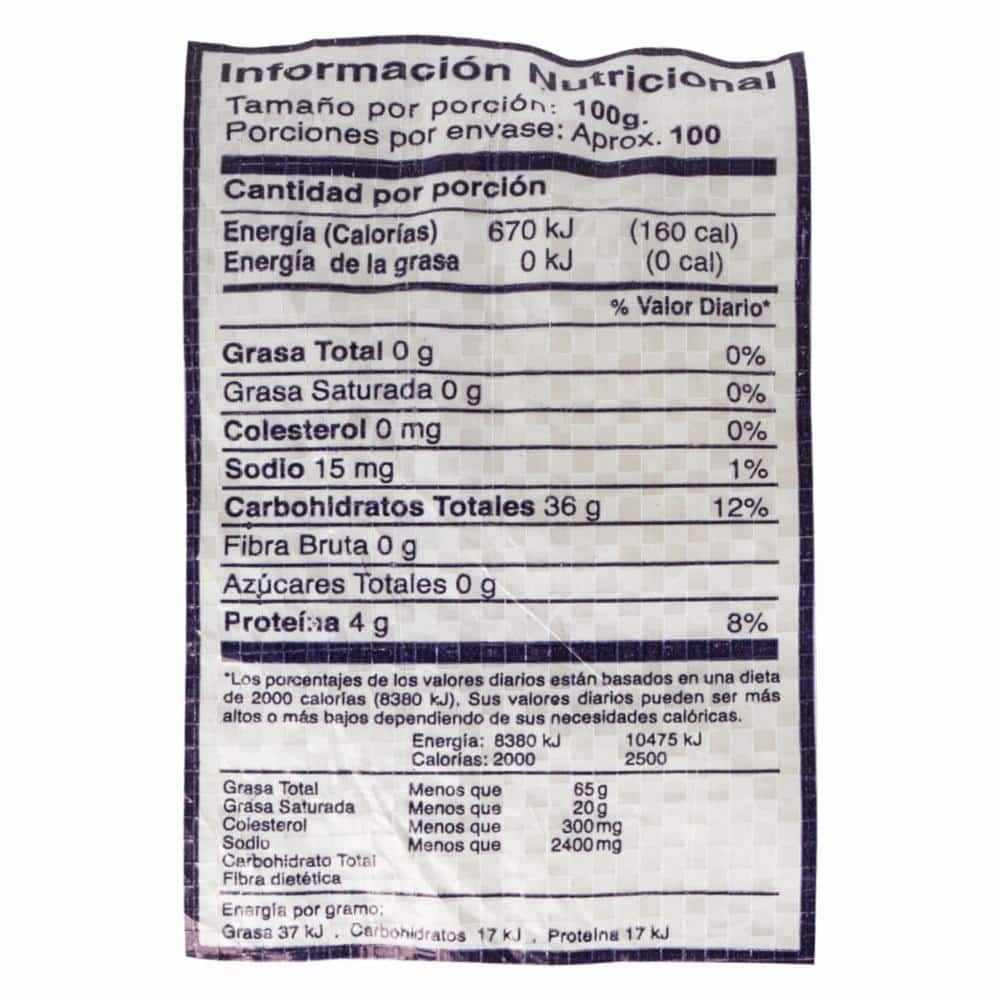 Información Nutricional
Tamaño por porción: 100g.
Porciones por envase: Aprox. 100
Cantidad por porción
Energía (Calorías) 670 kJ (160 cal)
Energía de la grasa 0 kJ (0 cal)
% Valor Diario*
Grasa Total 0 g 0%
Grasa Saturada 0 g 0%
Colesterol 0 mg 0%
Sodio 15 mg 1%
Carbohidratos Totales 36 g 12%
Fibra Bruta 0 g
Azúcares Totales 0 g
Proteína 4 g 8%
*Los porcentajes de los valores diarios están basados en una dieta
de 2000 calorías (8380 kJ). Sus valores diarios pueden ser más
altos o más bajos dependiendo de sus necesidades calóricas.
Energía: 8380 kJ 10475 kJ
Calorías: 2000 2500
Grasa Total Menos que 65 g
Grasa Saturada Menos que 20 g
Colesterol Menos que 300 mg
Sodio Menos que 2400 mg
Carbohidrato Total
Fibra dietética
Energía por gramo:
Grasa 37 kJ . Carbohidratos 17 kJ . Proteína 17 kJ